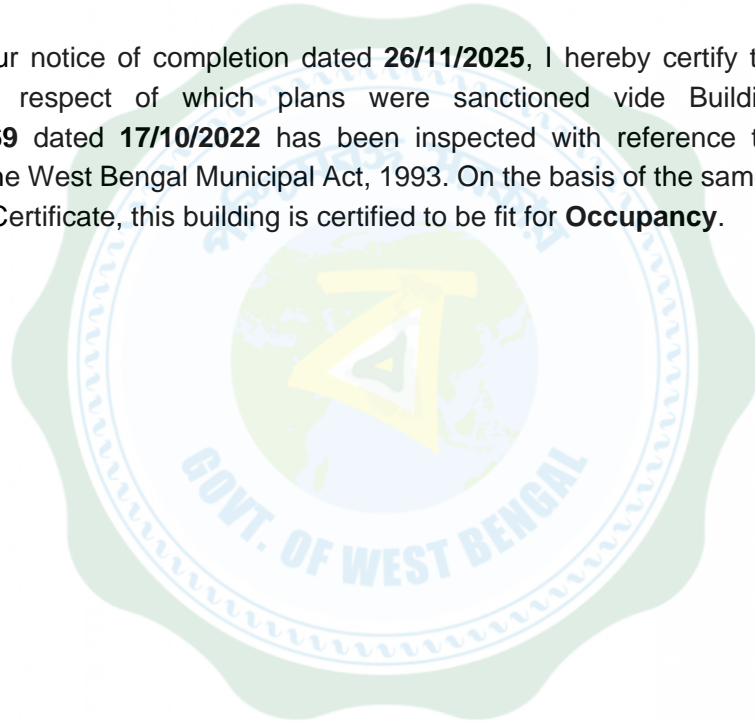 ur notice of completion dated 26/11/2025, I hereby certify t
respect of which plans were sanctioned vide Buildi
69 dated 17/10/2022 has been inspected with reference t
he West Bengal Municipal Act, 1993. On the basis of the sam
Certificate, this building is certified to be fit for Occupancy.
GOVT. OF WEST BENGAL